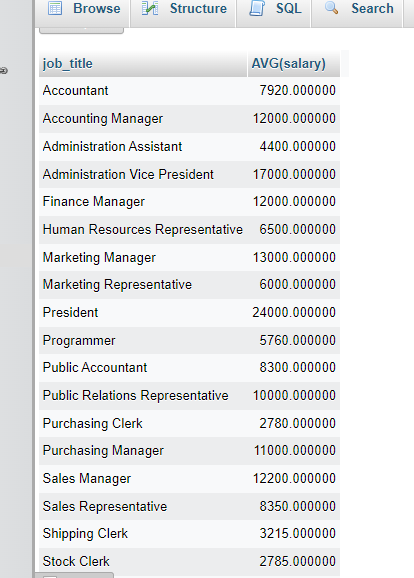 Browse Structure SQL Search
job_title AVG(salary)
Accountant 7920.000000
Accounting Manager 12000.000000
Administration Assistant 4400.000000
Administration Vice President 17000.000000
Finance Manager 12000.000000
Human Resources Representative 6500.000000
Marketing Manager 13000.000000
Marketing Representative 6000.000000
President 24000.000000
Programmer 5760.000000
Public Accountant 8300.000000
Public Relations Representative 10000.000000
Purchasing Clerk 2780.000000
Purchasing Manager 11000.000000
Sales Manager 12200.000000
Sales Representative 8350.000000
Shipping Clerk 3215.000000
Stock Clerk 2785.000000